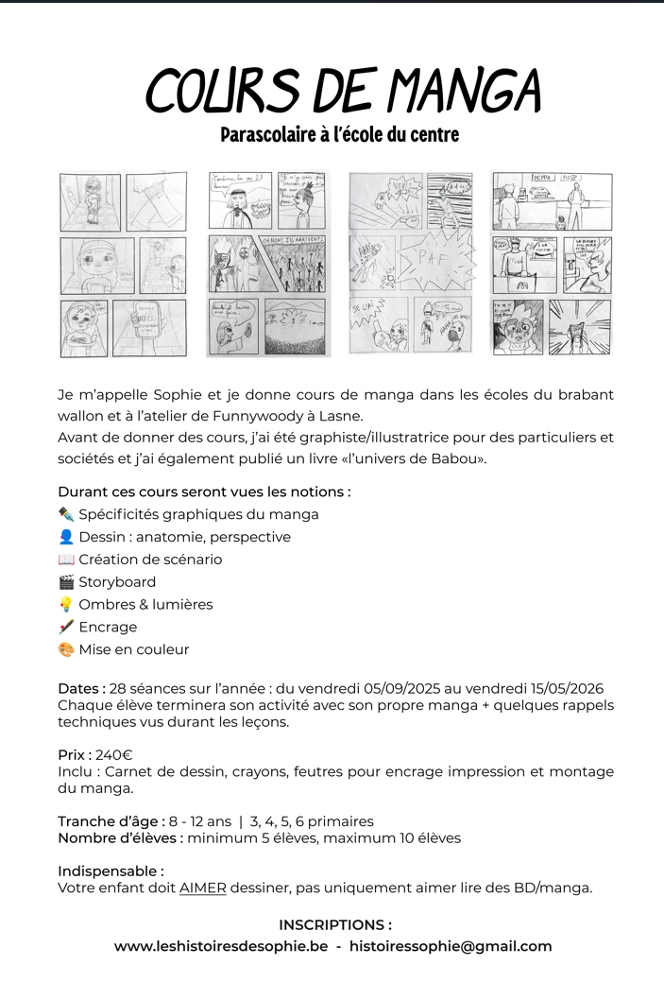 COURS DE MANGA
Parascolaire à l'école du centre
PAF
Je m'appelle Sophie et je donne cours de manga dans les écoles du brabant
wallon et à l'atelier de Funnywoody à Lasne.
Avant de donner des cours, j'ai été graphiste/illustratrice pour des particuliers et
sociétés et j'ai également publié un livre «l'univers de Babou».
Durant ces cours seront vues les notions :
✒️ Spécificités graphiques du manga
👤 Dessin : anatomie, perspective
📖 Création de scénario
🎬 Storyboard
💡 Ombres & lumières
🖌️ Encrage
🎨 Mise en couleur
Dates : 28 séances sur l'année : du vendredi 05/09/2025 au vendredi 15/05/2026
Chaque élève terminera son activité avec son propre manga + quelques rappels
techniques vus durant les leçons.
Prix : 240€
Inclu : Carnet de dessin, crayons, feutres pour encrage impression et montage
du manga.
Tranche d'âge : 8 - 12 ans | 3, 4, 5, 6 primaires
Nombre d'élèves : minimum 5 élèves, maximum 10 élèves
Indispensable :
Votre enfant doit AIMER dessiner, pas uniquement aimer lire des BD/manga.
INSCRIPTIONS :
www.leshistoiresdesophie.be - histoiressophie@gmail.com